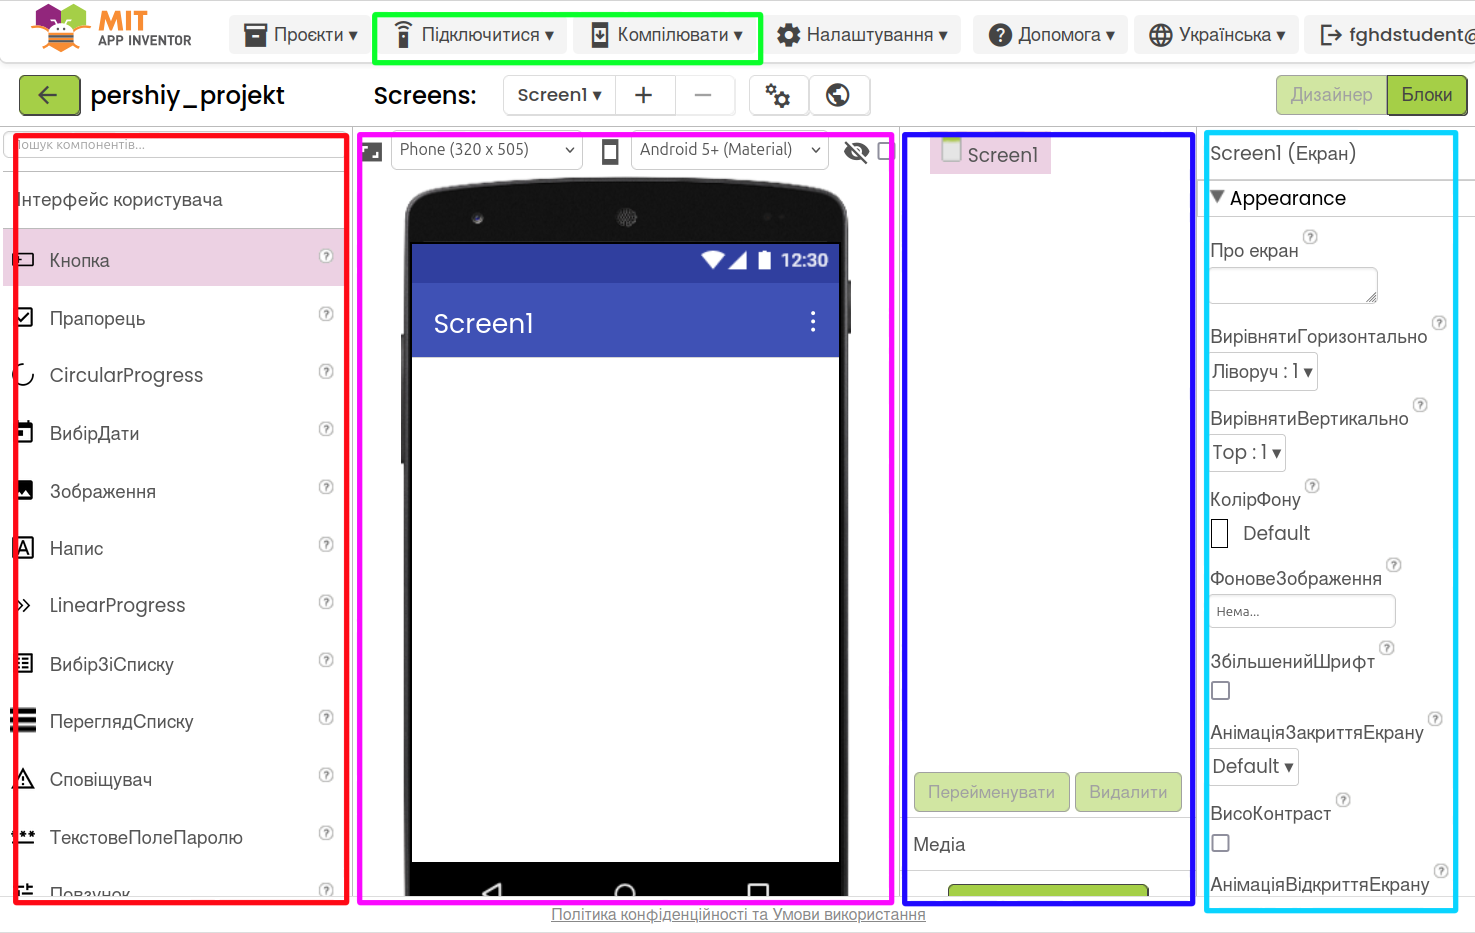 MIT
APP INVENTOR
Проєкти ▾
Підключитися ▾
Компілювати ▾
Налаштування ▾
Допомога ▾
Українська ▾
fghdstudent@
pershiy_projekt
Screens:
Screen1 ▾
Дизайнер
Блоки
Пошук компонентів...
Інтерфейс користувача
Кнопка
Прапорець
CircularProgress
ВибірДати
Зображення
Напис
LinearProgress
ВибірЗіСписку
ПереглядСписку
Сповіщувач
ТекстовеПолеПаролю
Повзунок
Phone (320 x 505)
Android 5+ (Material)
12:30
Screen1
Screen1
Перейменувати
Видалити
Медіа
Screen1 (Екран)
Appearance
Про екран
ВирівнятиГоризонтально
Ліворуч : 1 ▾
ВирівнятиВертикально
Top : 1 ▾
КолірФону
Default
ФоновеЗображення
Нема...
ЗбільшенийШрифт
АнімаціяЗакриттяЕкрану
Default ▾
ВисоКонтраст
АнімаціяВідкриттяЕкрану
Політика конфіденційності та Умови використання